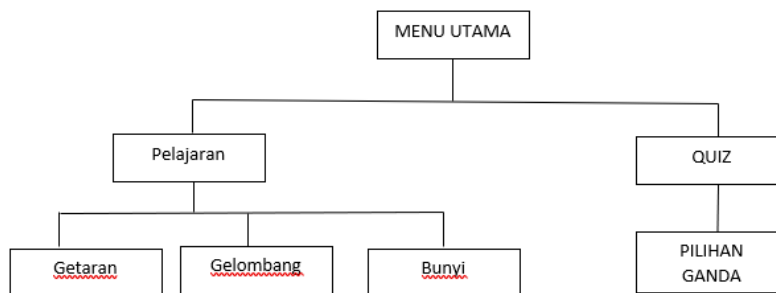 MENU UTAMA
Pelajaran
QUIZ
Getaran
Gelombang
Bunyi
PILIHAN
GANDA